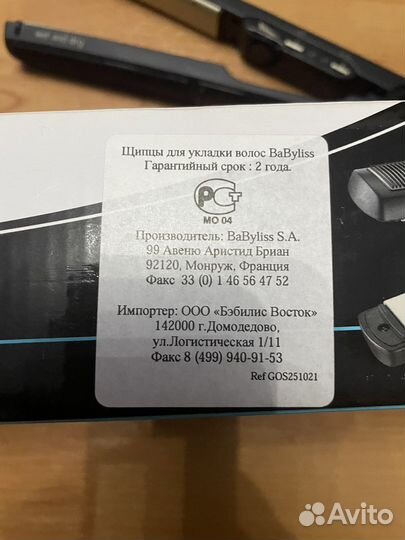 Щипцы для укладки волос BaByliss
Гарантийный срок : 2 года.
РСТ
МО 04
Производитель: BaByliss S.A.
99 Авеню Аристид Бриан
92120, Монруж, Франция
Факс 33 (0) 1 46 56 47 52
Импортер: ООО «Бэбилис Восток»
142000 г.Домодедово,
ул.Логистическая 1/11
Факс 8 (499) 940-91-53
Ref GOS251021
Avito